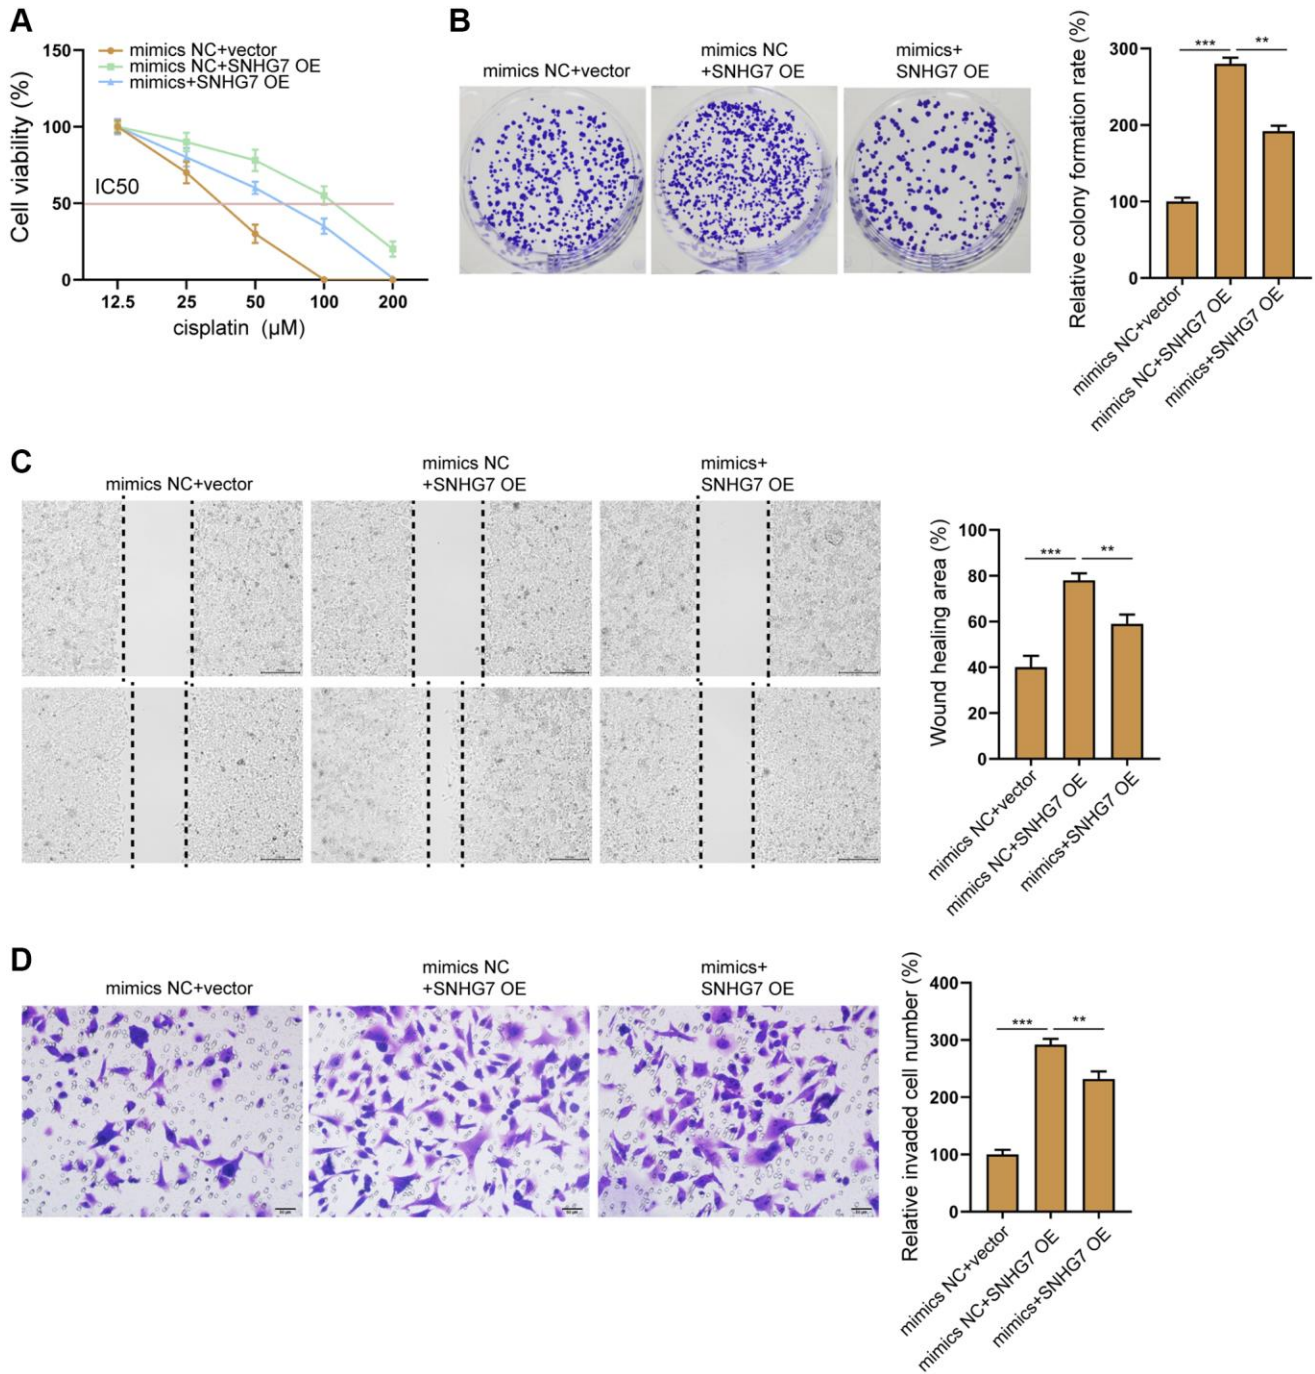 A
150
100
50
0
Cell viability (%)
mimics NC+vector
mimics NC+SNHG7 OE
mimics+SNHG7 OE
IC50
12.5 25 50 100 200
cisplatin (μM)
B
mimics NC+vector
mimics NC
+SNHG7 OE
mimics+
SNHG7 OE
Relative colony formation rate (%)
300
200
100
0
*** **
mimics NC+vector
mimics NC+SNHG7 OE
mimics+SNHG7 OE
C
mimics NC+vector
mimics NC
+SNHG7 OE
mimics+
SNHG7 OE
Wound healing area (%)
100
80
60
40
20
0
*** **
mimics NC+vector
mimics NC+SNHG7 OE
mimics+SNHG7 OE
D
mimics NC+vector
mimics NC
+SNHG7 OE
mimics+
SNHG7 OE
Relative invaded cell number (%)
400
300
200
100
0
*** **
mimics NC+vector
mimics NC+SNHG7 OE
mimics+SNHG7 OE